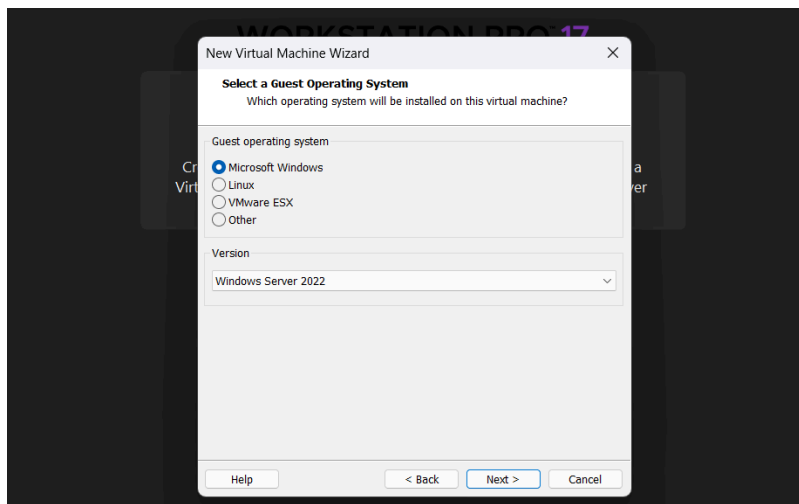 WORKSTATION PRO 17
New Virtual Machine Wizard
Select a Guest Operating System
Which operating system will be installed on this virtual machine?
Guest operating system
Microsoft Windows
Linux
VMware ESX
Other
Version
Windows Server 2022
Help
< Back
Next >
Cancel